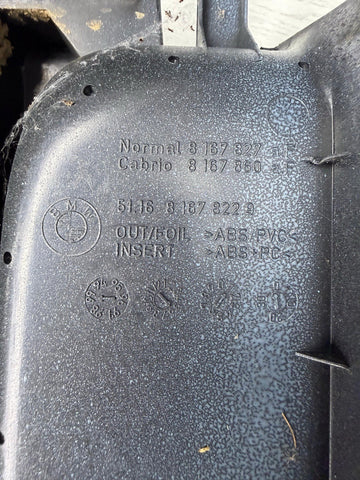 Normal 8 167 827 a.F
Cabrio 8 167 860 a.F
BMW
51.16 8 167 822 9
OUT/FOIL >ABS/PVC<
INSERT >ABS+PC<